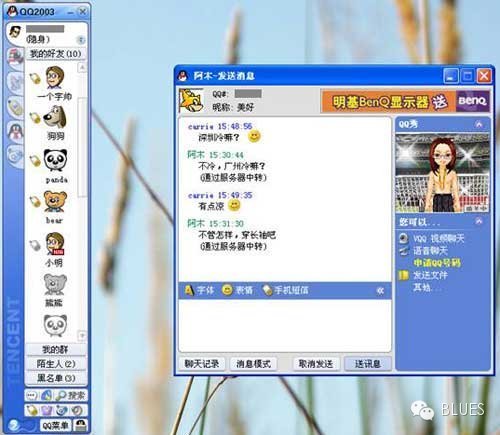 QQ2003
(隐身)
我的好友(10)
一个字帅
狗狗
panda
bear
小明
熊熊
我的群
陌生人(2)
黑名单(3)
搜索
QQ菜单
TENCENT
阿木-发送消息
QQ#:
昵称: 美好
明基BenQ显示器 送 BENQ
carrie 15:48:56
深圳冷嘛?
阿木 15:30:44
不冷，广州冷嘛?
(通过服务器中转)
carrie 15:49:35
有点凉
阿木 15:31:30
不管怎样，穿长袖吧
(通过服务器中转)
字体 表情 手机短信
聊天记录 消息模式 取消发送 送讯息
QQ秀
您可以...
VQQ 视频聊天
语音聊天
申请QQ号码
发送文件
其他...
BLUES